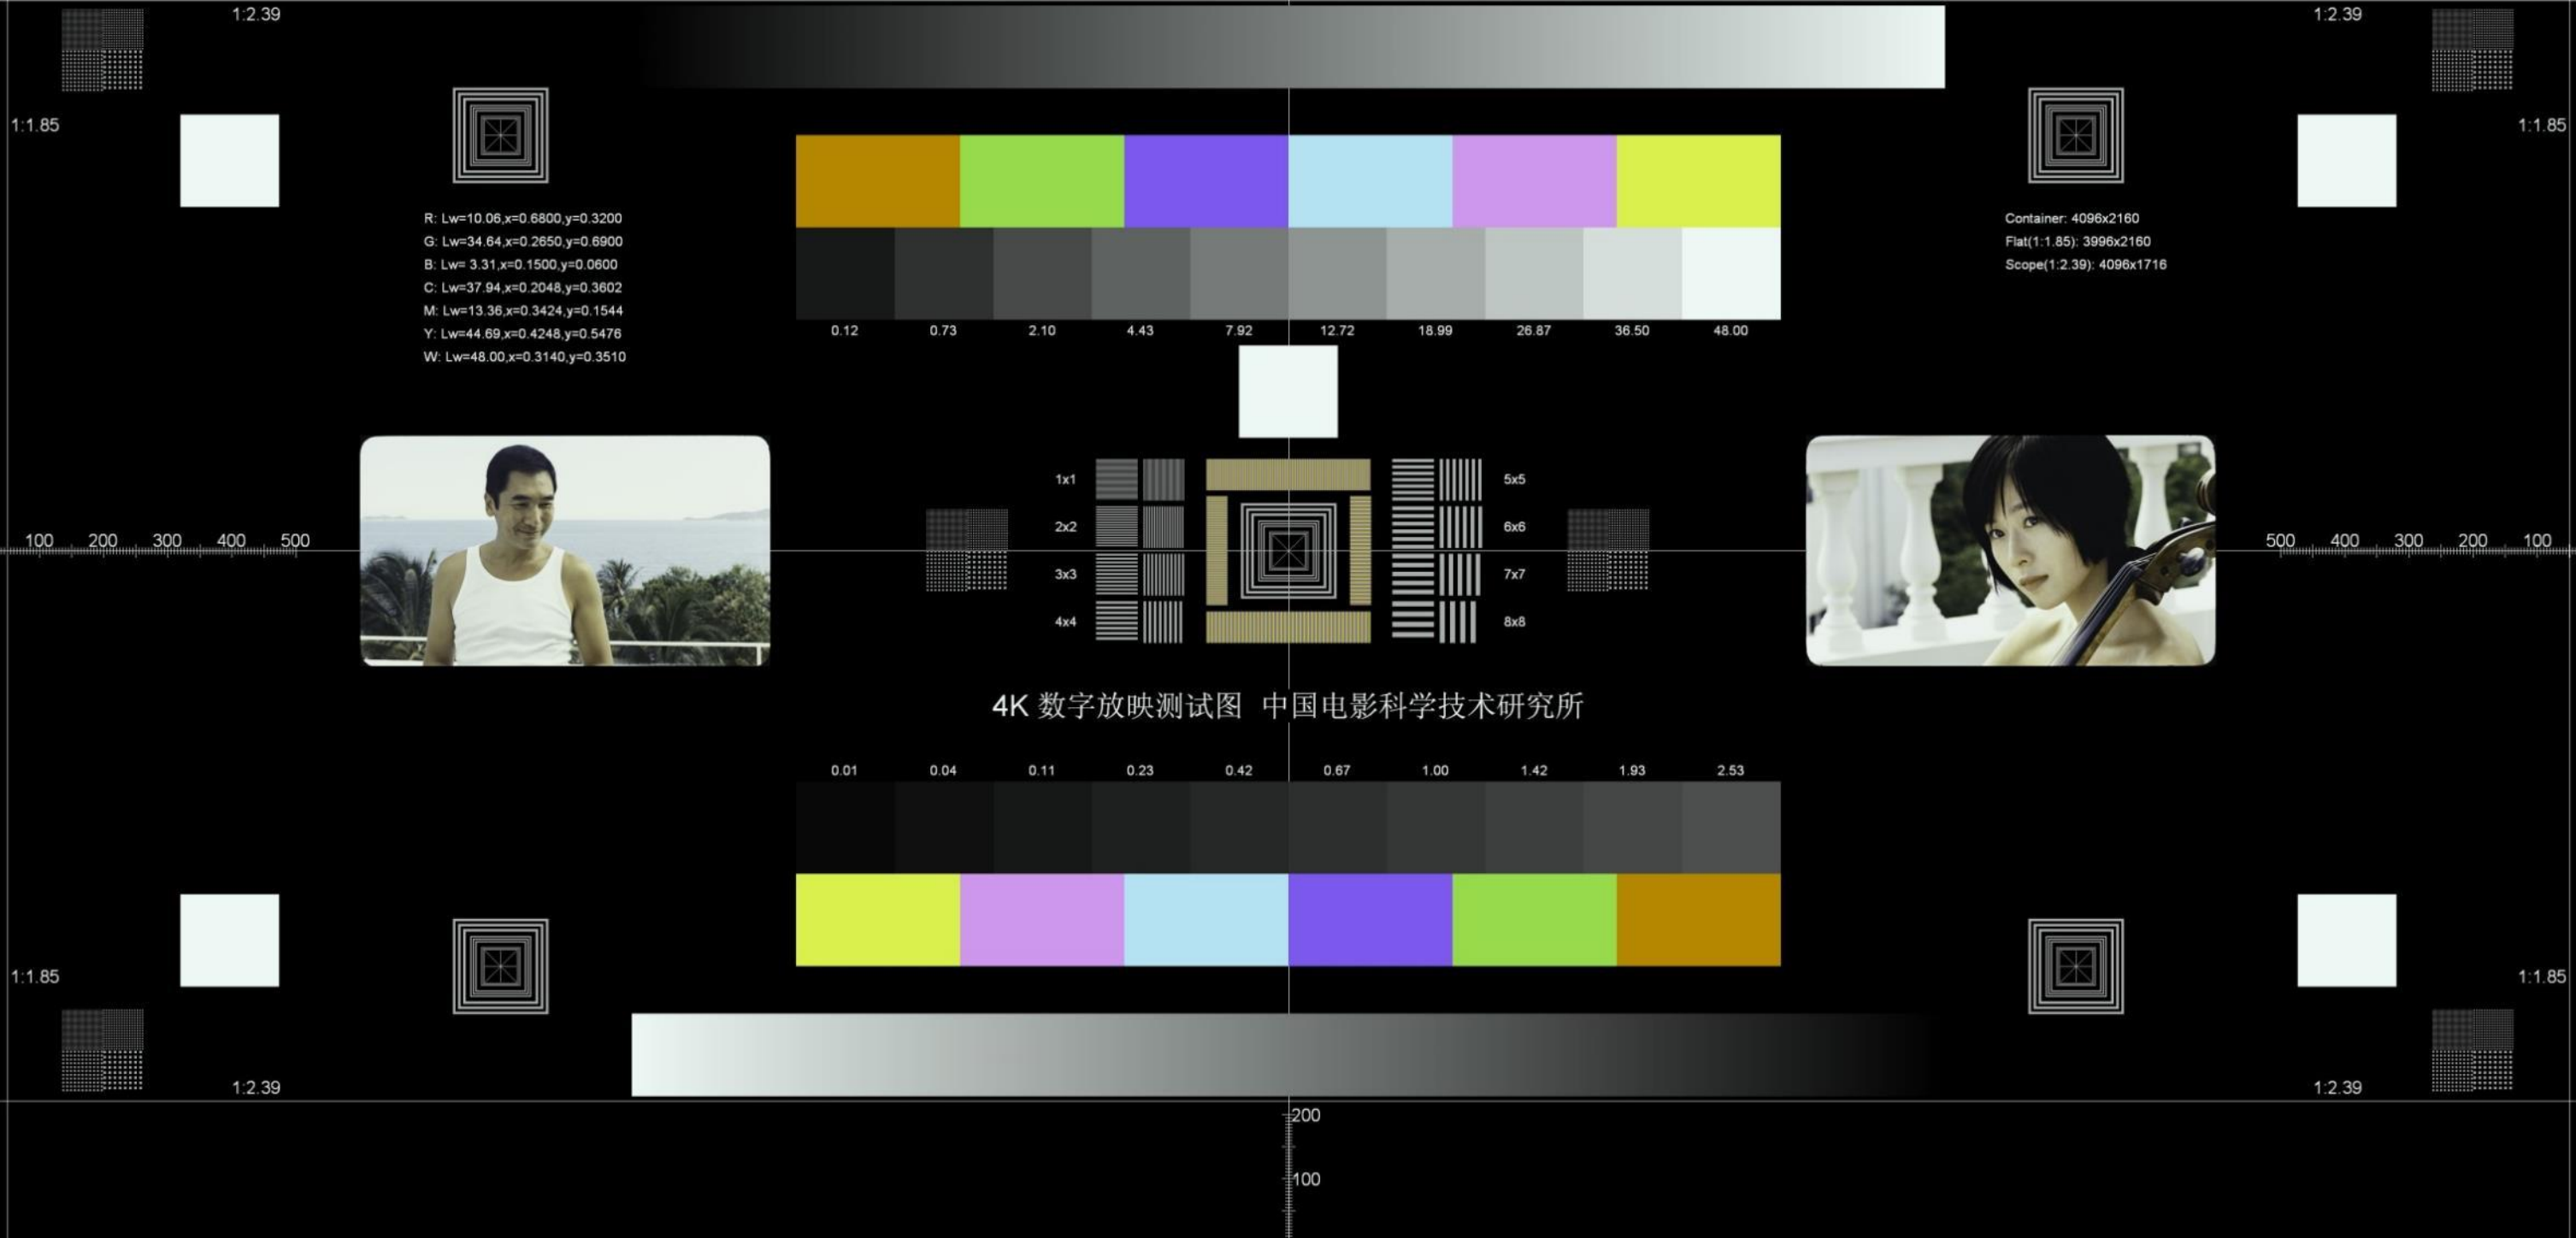 1:2.39 1:2.39
1:1.85 1:1.85
R: Lw=10.06,x=0.6800,y=0.3200
G: Lw=34.64,x=0.2650,y=0.6900
B: Lw= 3.31,x=0.1500,y=0.0600
C: Lw=37.94,x=0.2048,y=0.3602
M: Lw=13.36,x=0.3424,y=0.1544
Y: Lw=44.69,x=0.4248,y=0.5476
W: Lw=48.00,x=0.3140,y=0.3510
Container: 4096x2160
Flat(1:1.85): 3996x2160
Scope(1:2.39): 4096x1716
0.12 0.73 2.10 4.43 7.92 12.72 18.99 26.87 36.50 48.00
1x1 5x5
2x2 6x6
100 200 300 400 500 500 400 300 200 100
3x3 7x7
4x4 8x8
4K 数字放映测试图 中国电影科学技术研究所
0.01 0.04 0.11 0.23 0.42 0.67 1.00 1.42 1.93 2.53
1:1.85 1:1.85
1:2.39 1:2.39
200
100